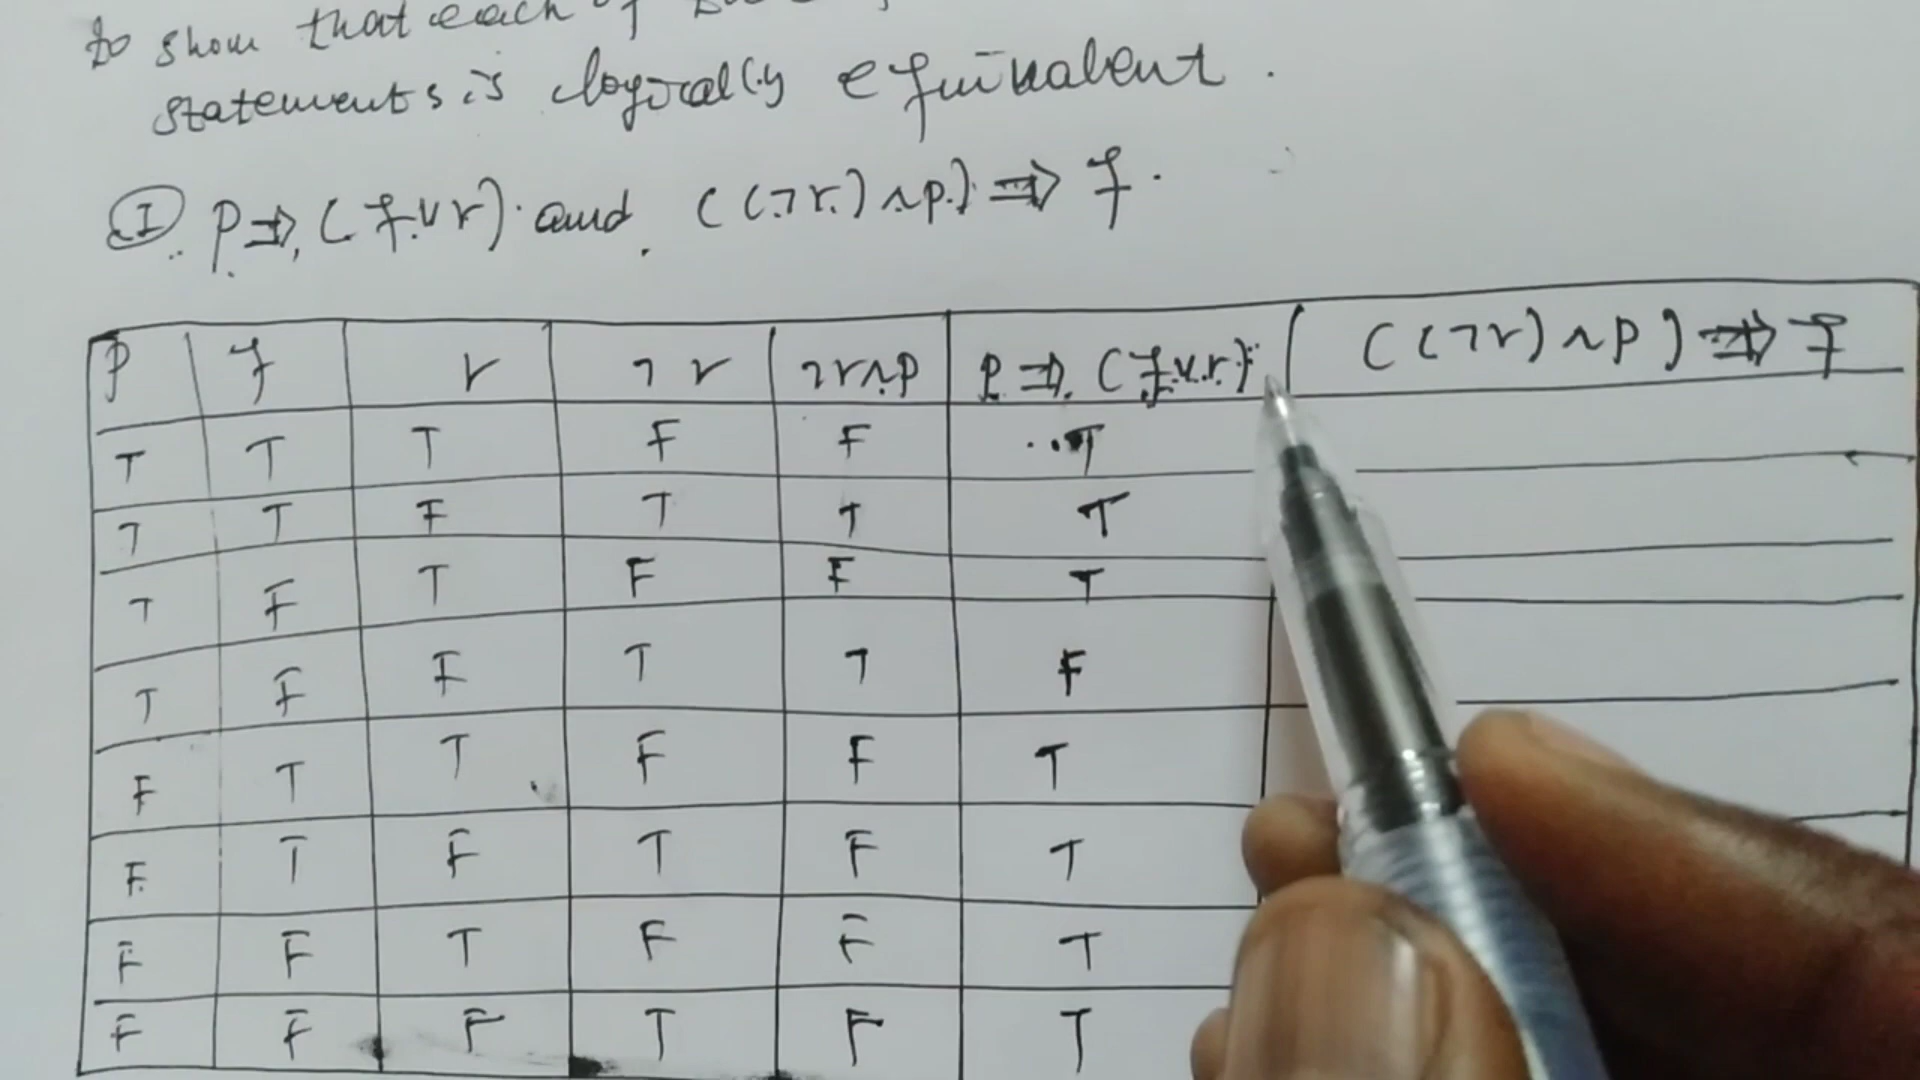 to show that each of
statements is logically equivalent.
(I) p ⇒ (q ∨ r) and ((¬r) ∧ p) ⇒ q.
p q r ¬r ¬r∧p p ⇒ (q∨r) ((¬r) ∧ p) ⇒ q
T T T F F T
T T F T T T
T F T F F T
T F F T T F
F T T F F T
F T F T F T
F F T F F T
F F F T F T